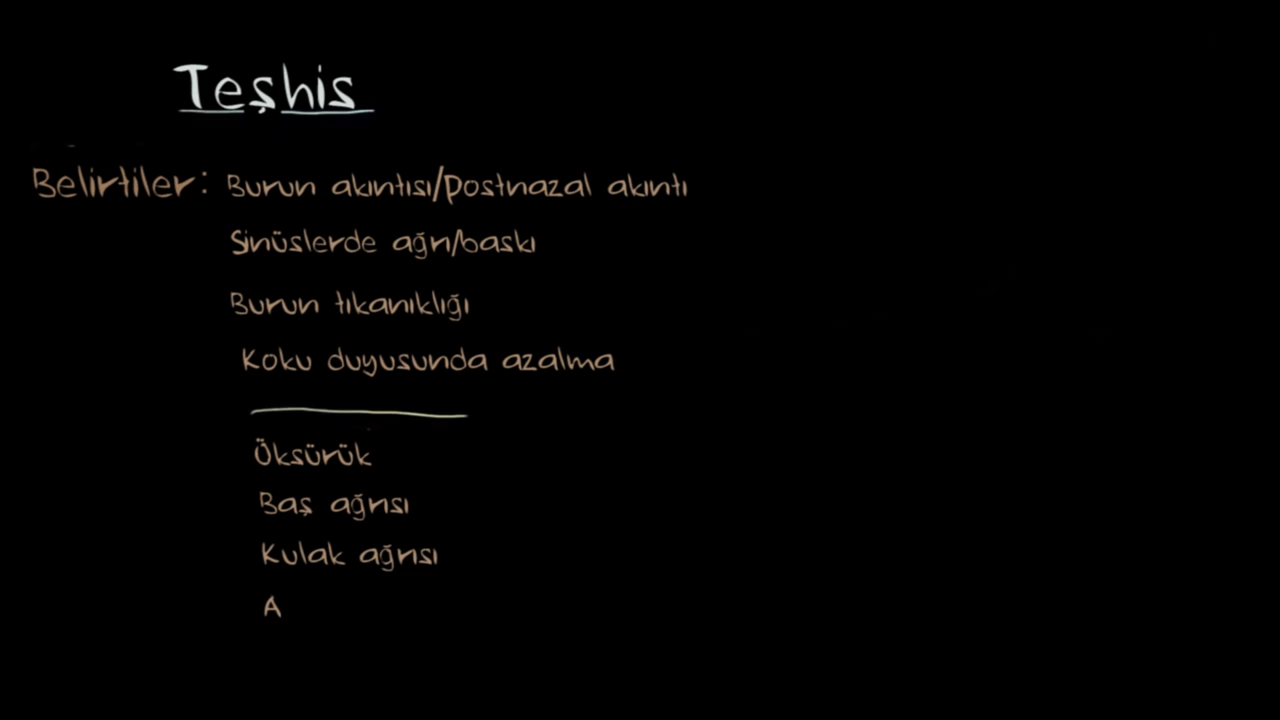 Teşhis
Belirtiler: Burun akıntısı/postnazal akıntı
Sinüslerde ağrı/baskı
Burun tıkanıklığı
Koku duyusunda azalma
Öksürük
Baş ağrısı
Kulak ağrısı
A